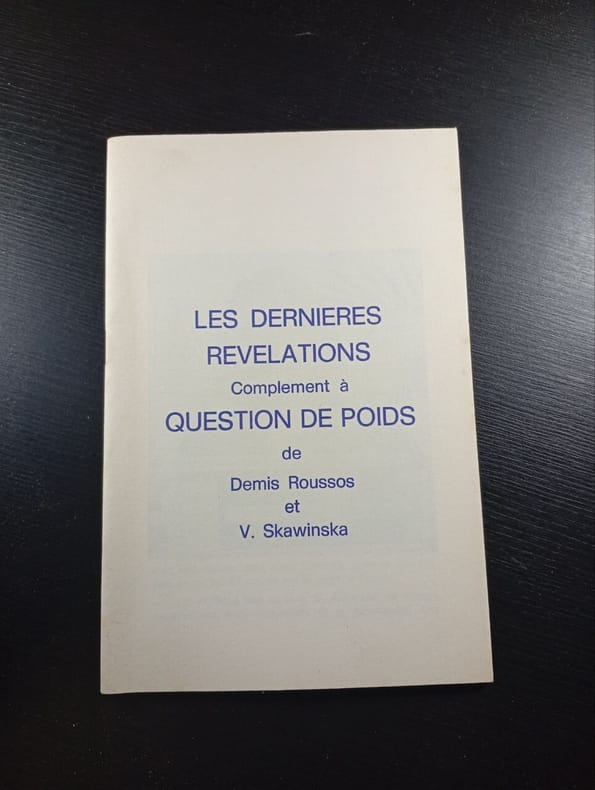 LES DERNIERES
REVELATIONS
Complement à
QUESTION DE POIDS
de
Demis Roussos
et
V. Skawinska